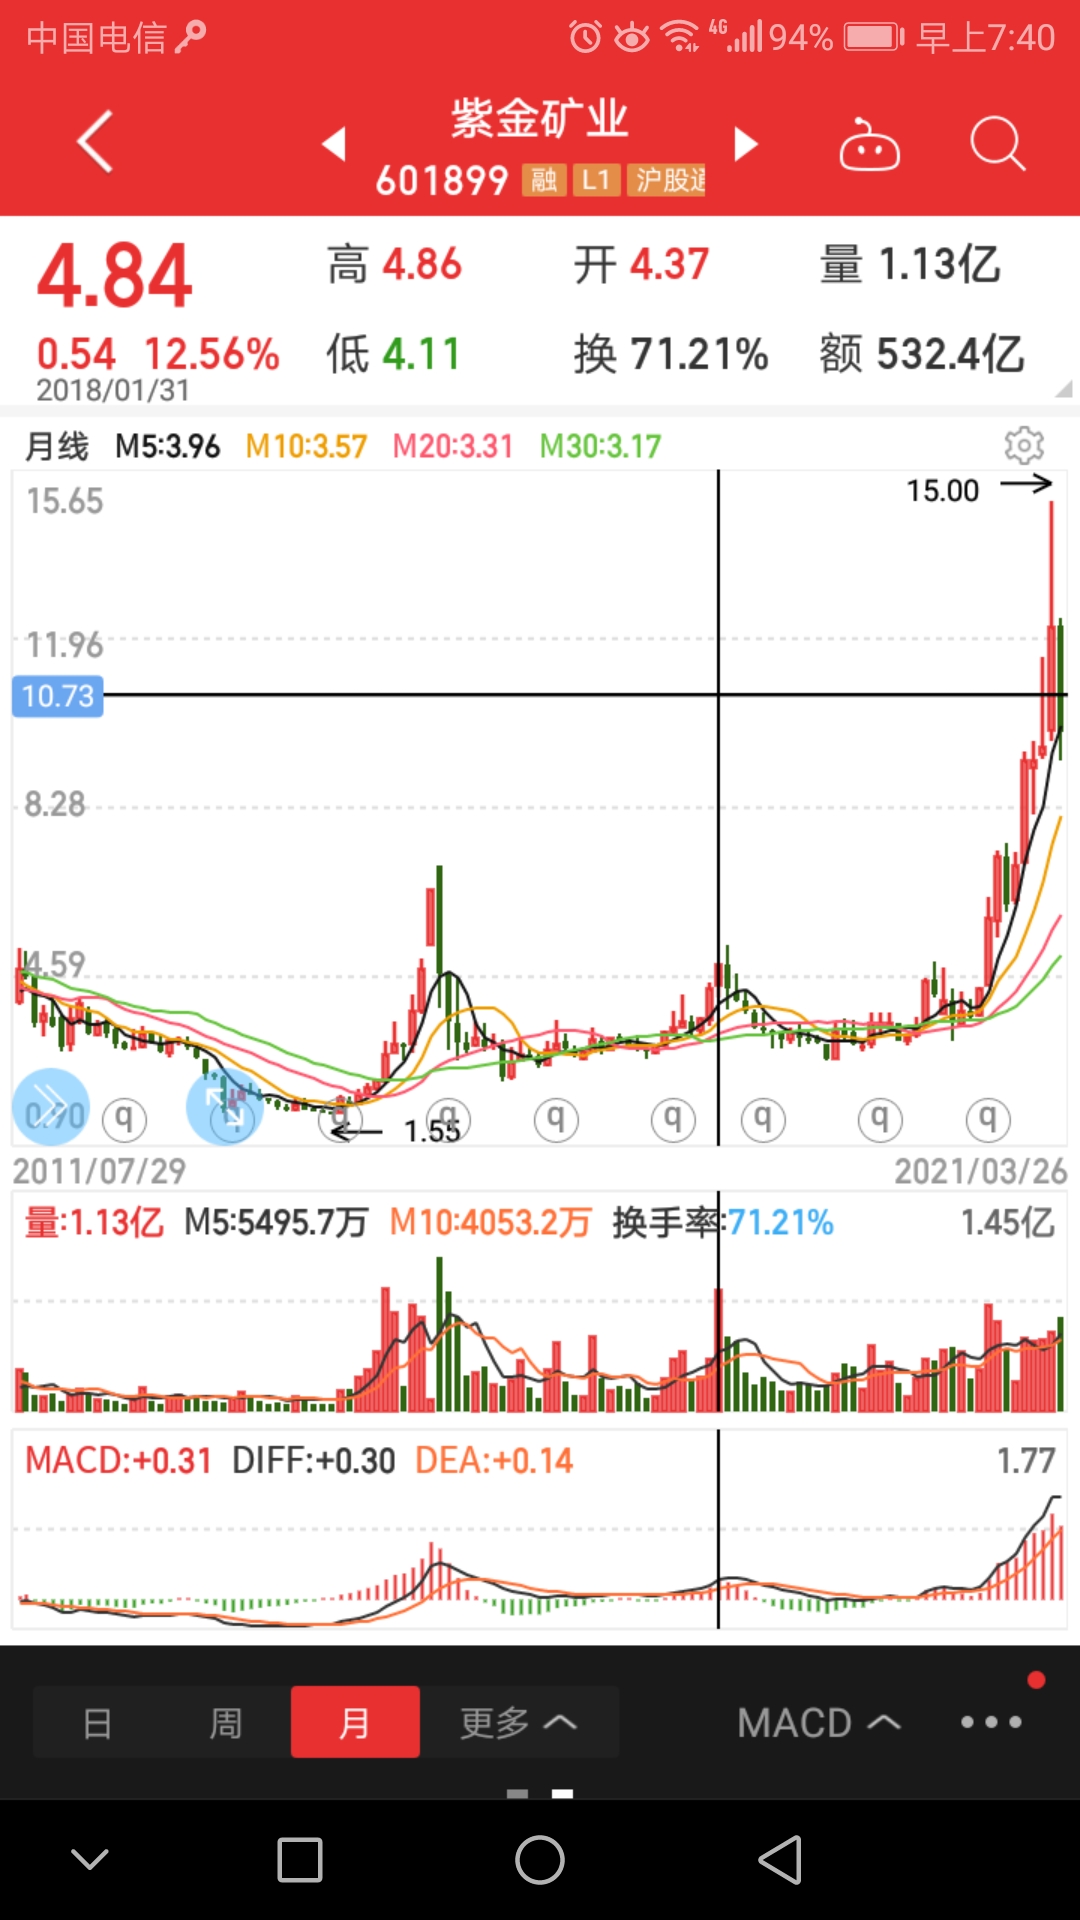 中国电信 4G 94% 早上7:40
紫金矿业
601899 融 L1 沪股通
4.84 高 4.86 开 4.37 量 1.13亿
0.54 12.56% 低 4.11 换 71.21% 额 532.4亿
2018/01/31
月线 M5:3.96 M10:3.57 M20:3.31 M30:3.17
15.65
15.00
11.96
10.73
8.28
4.59
0.90 q q q q q q q q q
1.55
2011/07/29 2021/03/26
量:1.13亿 M5:5495.7万 M10:4053.2万 换手率:71.21% 1.45亿
MACD:+0.31 DIFF:+0.30 DEA:+0.14 1.77
日 周 月 更多 MACD